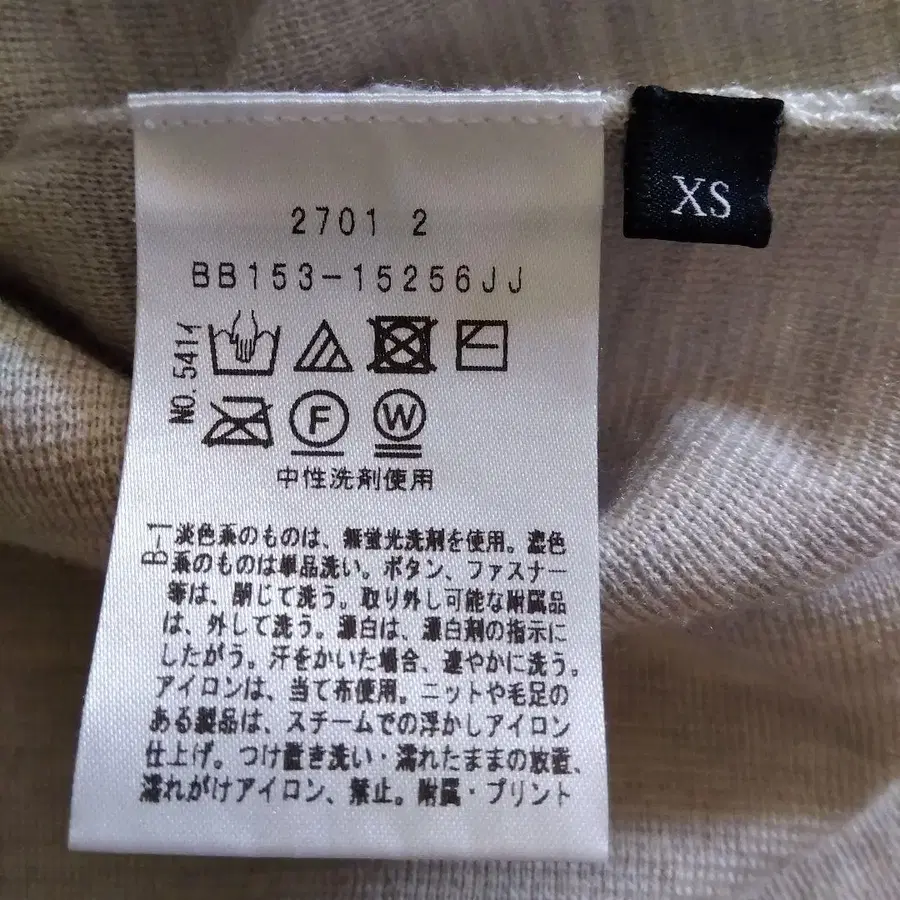 XS
2701 2
BB153-15256JJ
NO.5411
F
W
中性洗剤使用
B-1
淡色系のものは、無蛍光洗剤を使用。濃色
系のものは単品洗い。ボタン、ファスナー
等は、閉じて洗う。取り外し可能な附属品
は、外して洗う。漂白は、漂白剤の指示に
したがう。汗をかいた場合、速やかに洗う。
アイロンは、当て布使用。ニットや毛足の
ある製品は、スチームでの浮かしアイロン
仕上げ。つけ置き洗い・濡れたままの放置、
濡れがけアイロン、禁止。附属・プリント